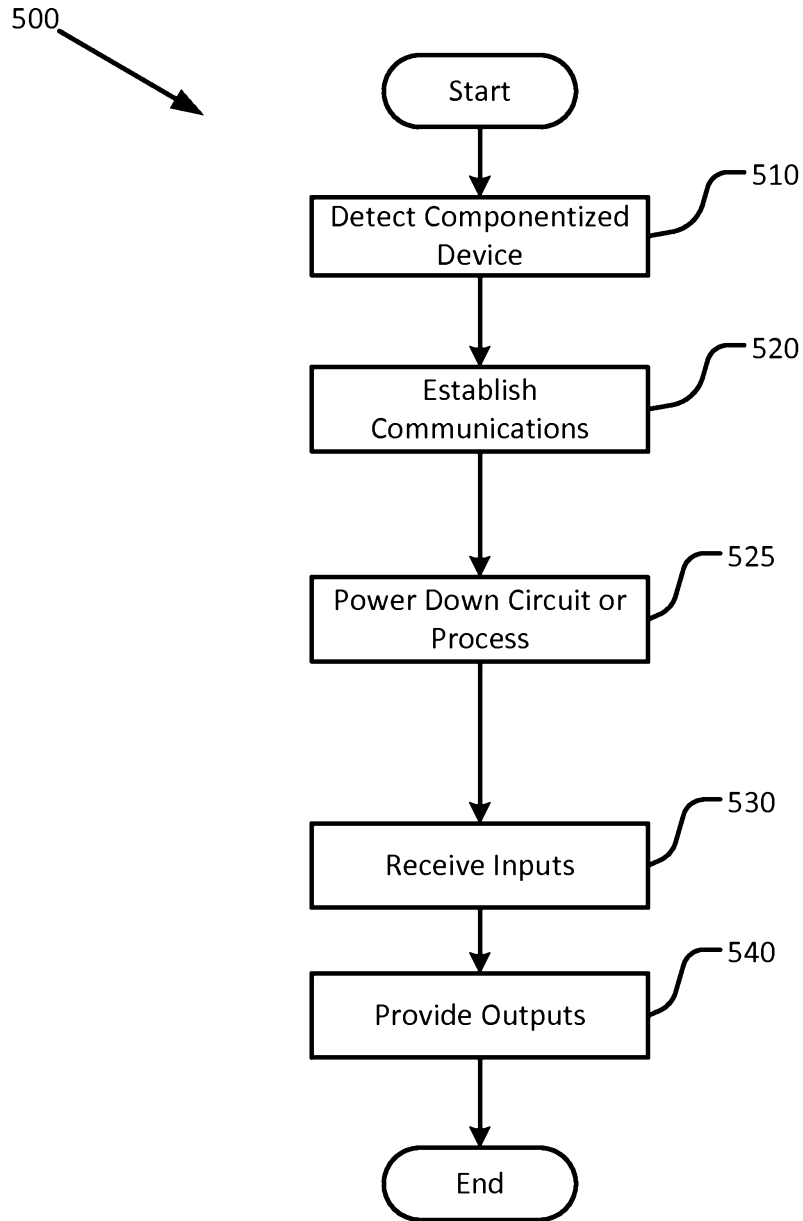 500
Start
510
Detect Componentized
Device
520
Establish
Communications
525
Power Down Circuit or
Process
530
Receive Inputs
540
Provide Outputs
End